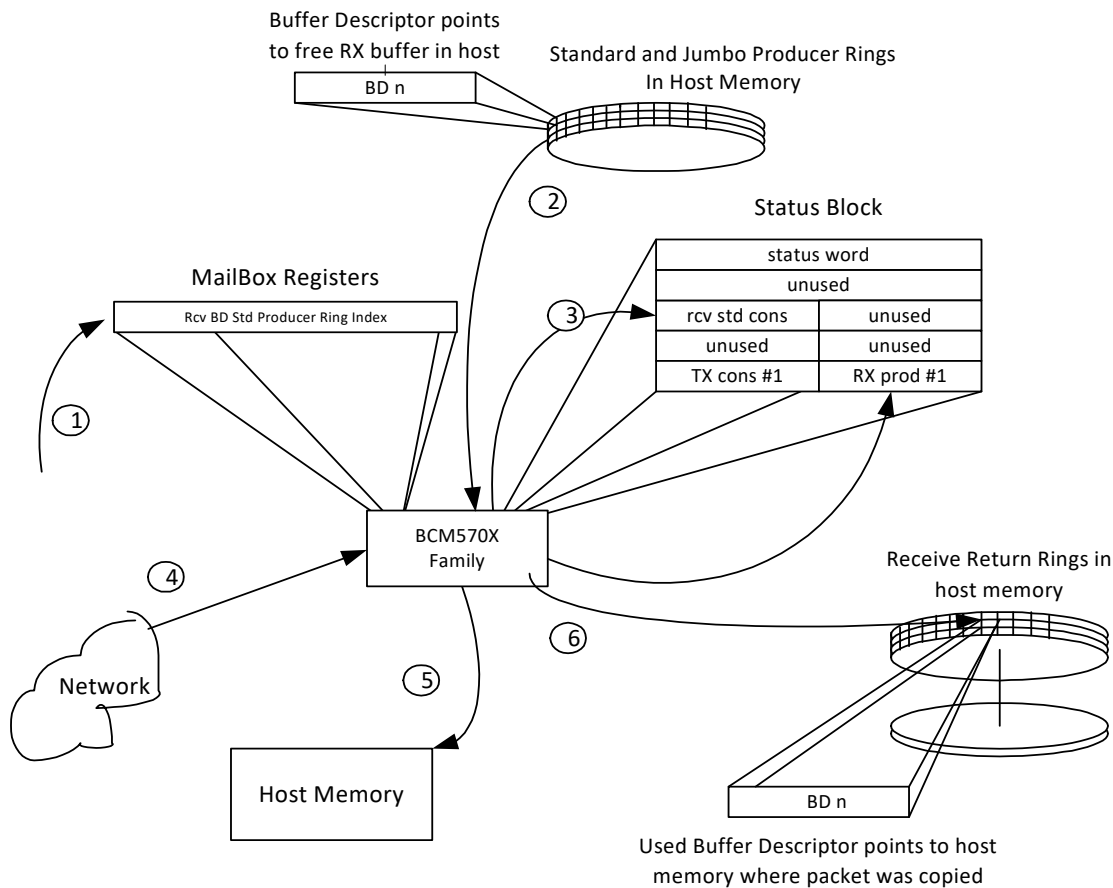 Buffer Descriptor points
to free RX buffer in host
BD n
Standard and Jumbo Producer Rings
In Host Memory
2
Status Block
status word
unused
MailBox Registers
Rcv BD Std Producer Ring Index
3
rcv std cons
unused
unused
unused
TX cons #1
RX prod #1
1
BCM570X
Family
4
Receive Return Rings in
host memory
6
5
Network
Host Memory
BD n
Used Buffer Descriptor points to host
memory where packet was copied